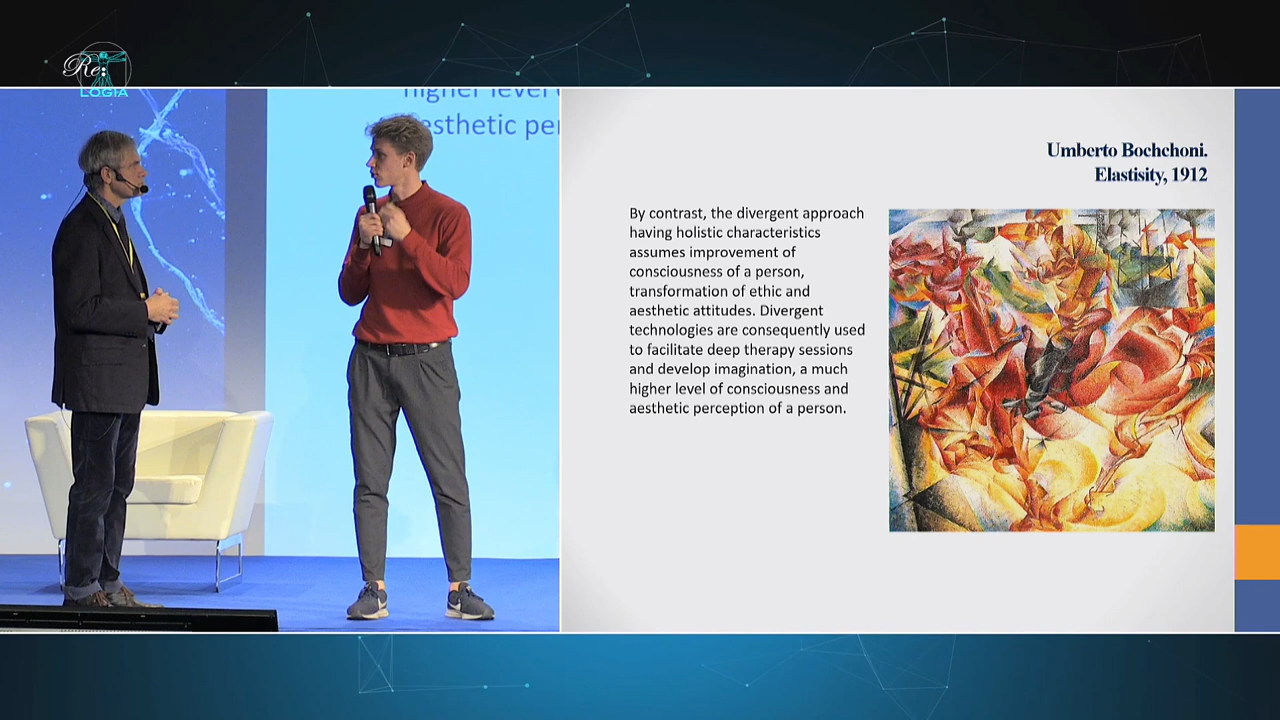 Re:
LOGIA
higher level
esthetic per
Umberto Bochchoni.
Elastisity, 1912
By contrast, the divergent approach
having holistic characteristics
assumes improvement of
consciousness of a person,
transformation of ethic and
aesthetic attitudes. Divergent
technologies are consequently used
to facilitate deep therapy sessions
and develop imagination, a much
higher level of consciousness and
aesthetic perception of a person.